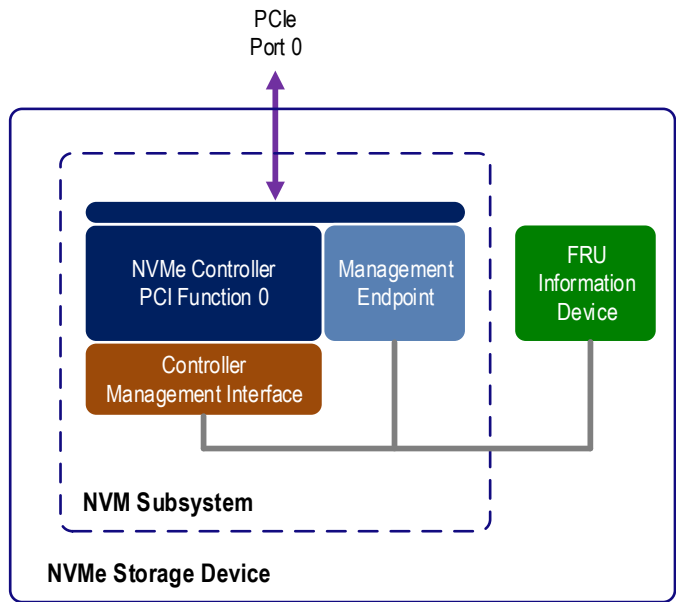 PCIe
Port 0
NVMe Controller
PCI Function 0
Management
Endpoint
FRU
Information
Device
Controller
Management Interface
NVM Subsystem
NVMe Storage Device